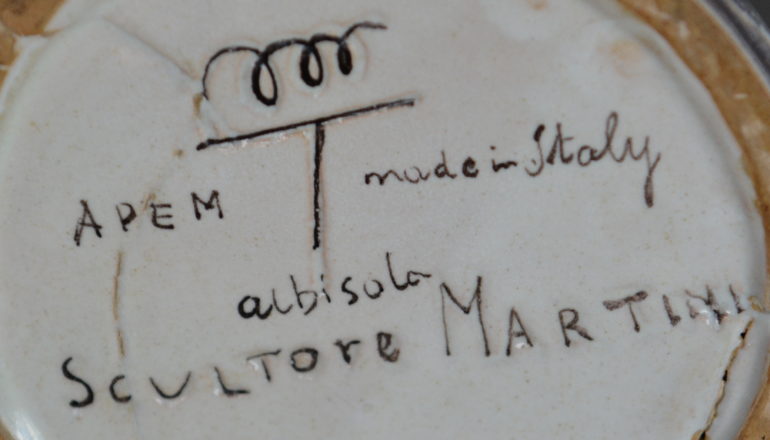 APEM
made in Italy
albisola
SCULTOre MARTINI